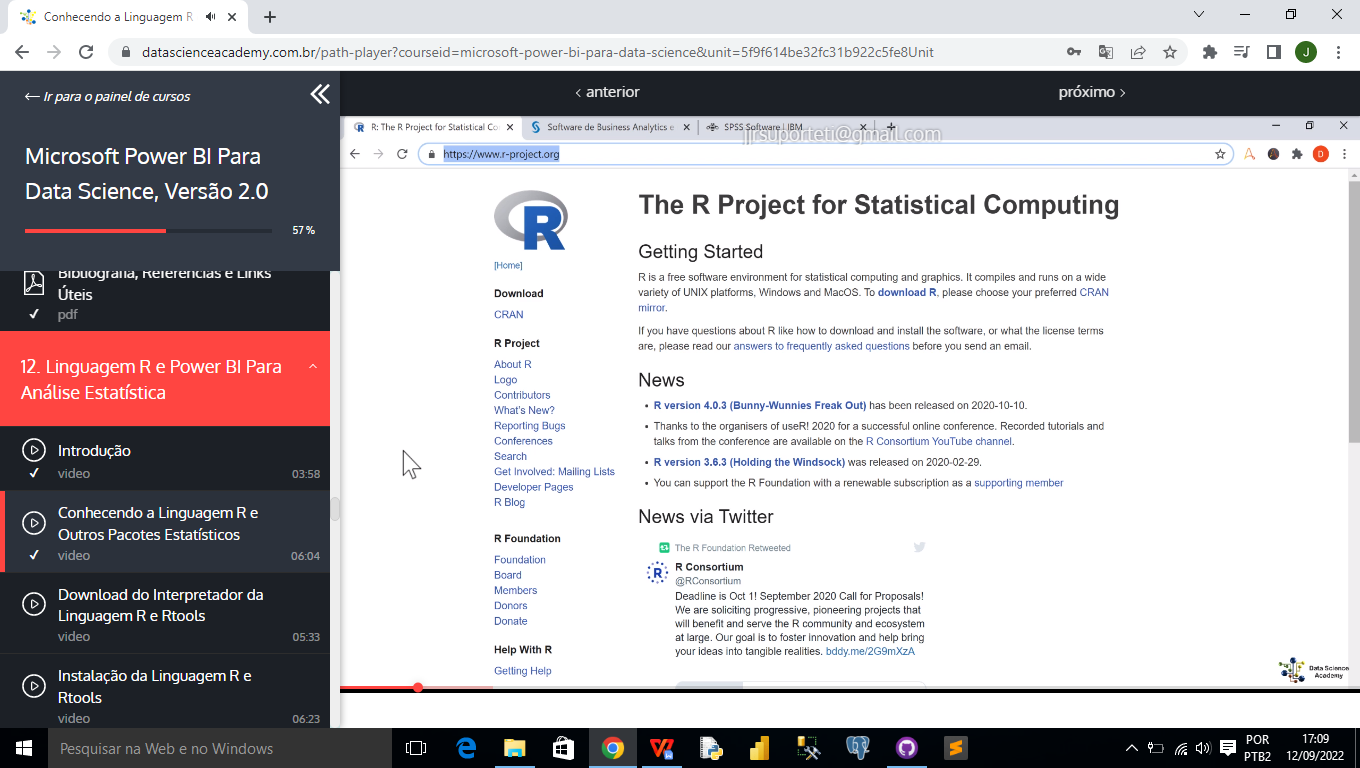 Conhecendo a Linguagem R
datascienceacademy.com.br/path-player?courseid=microsoft-power-bi-para-data-science&unit=5f9f614be32fc31b922c5fe8Unit
J
← Ir para o painel de cursos
Microsoft Power BI Para
Data Science, Versão 2.0
57%
Bibliografia, Referências e Links
Úteis
pdf
12. Linguagem R e Power BI Para
Análise Estatística
Introdução
video
03:58
Conhecendo a Linguagem R e
Outros Pacotes Estatísticos
video
06:04
Download do Interpretador da
Linguagem R e Rtools
video
05:33
Instalação da Linguagem R e
Rtools
video
06:23
‹ anterior
próximo ›
R: The R Project for Statistical Co
Software de Business Analytics e
SPSS Software | IBM
jjrsuporteti@gmail.com
https://www.r-project.org
D
R
[Home]
Download
CRAN
R Project
About R
Logo
Contributors
What's New?
Reporting Bugs
Conferences
Search
Get Involved: Mailing Lists
Developer Pages
R Blog
R Foundation
Foundation
Board
Members
Donors
Donate
Help With R
Getting Help
The R Project for Statistical Computing
Getting Started
R is a free software environment for statistical computing and graphics. It compiles and runs on a wide
variety of UNIX platforms, Windows and MacOS. To download R, please choose your preferred CRAN
mirror.
If you have questions about R like how to download and install the software, or what the license terms
are, please read our answers to frequently asked questions before you send an email.
News
• R version 4.0.3 (Bunny-Wunnies Freak Out) has been released on 2020-10-10.
• Thanks to the organisers of useR! 2020 for a successful online conference. Recorded tutorials and
talks from the conference are available on the R Consortium YouTube channel.
• R version 3.6.3 (Holding the Windsock) was released on 2020-02-29.
• You can support the R Foundation with a renewable subscription as a supporting member
News via Twitter
The R Foundation Retweeted
R
R Consortium
@RConsortium
Deadline is Oct 1! September 2020 Call for Proposals!
We are soliciting progressive, pioneering projects that
will benefit and serve the R community and ecosystem
at large. Our goal is to foster innovation and help bring
your ideas into tangible realities. bddy.me/2G9mXzA
Data Science
Academy
Pesquisar na Web e no Windows
POR
PTB2
17:09
12/09/2022